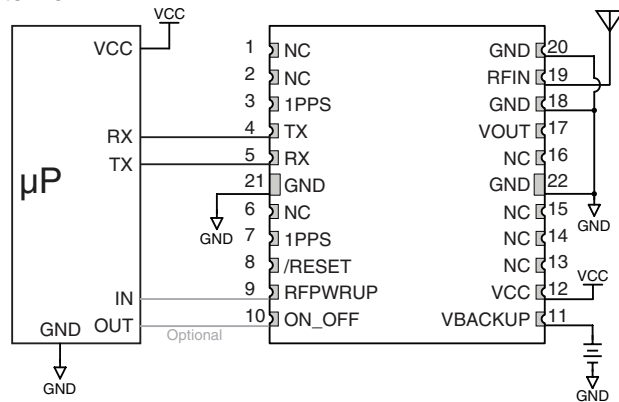 VCC
VCC
RX
TX
µP
IN
OUT
GND
GND
Optional
1 NC
2 NC
3 1PPS
4 TX
5 RX
21 GND
GND
6 NC
7 1PPS
8 /RESET
9 RFPWRUP
10 ON_OFF
GND 20
RFIN 19
GND 18
VOUT 17
NC 16
GND 22
NC 15
GND
NC 14
NC 13
VCC 12
VCC
VBACKUP 11
GND